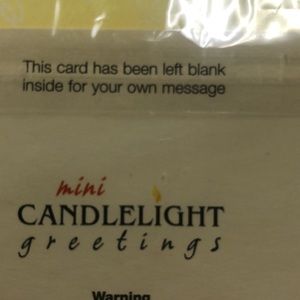 This card has been left blank
inside for your own message
mini
CANDLELIGHT
greetings
Warning